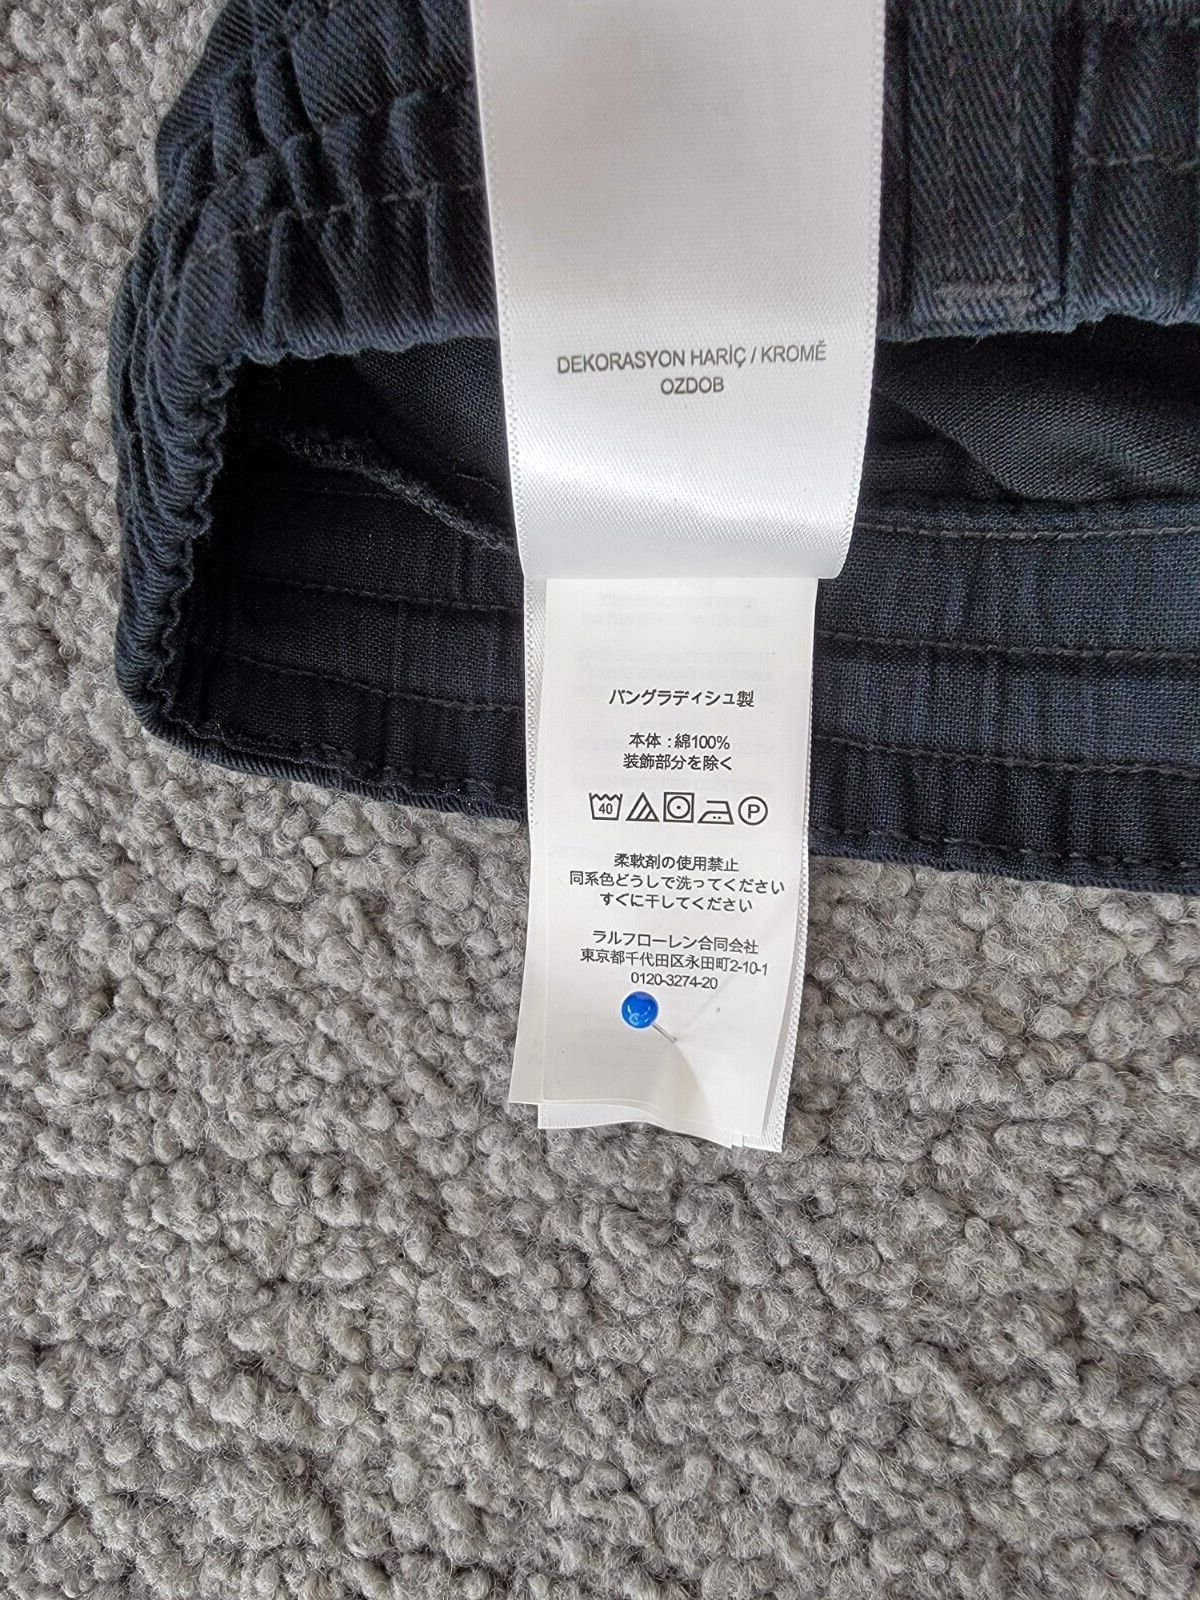 DEKORASYON HARİÇ / KROMĚ
OZDOB
バングラディシュ製
本体 : 綿100%
装飾部分を除く
40 P
柔軟剤の使用禁止
同系色どうしで洗ってください
すぐに干してください
ラルフローレン合同会社
東京都千代田区永田町2-10-1
0120-3274-20